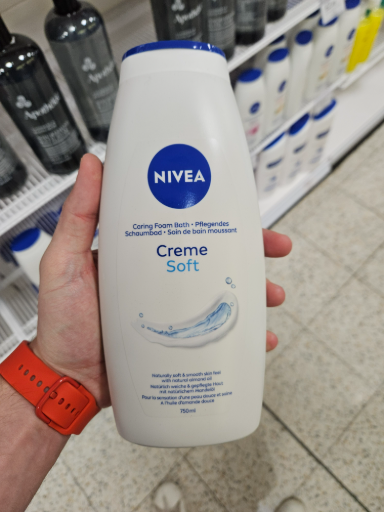 NIVEA
Caring Foam Bath • Pflegendes
Schaumbad • Soin de bain moussant
Creme
Soft
Naturally soft & smooth skin feel
with natural almond oil
Natürlich weiche & gepflegte Haut
mit natürlichem Mandelöl
Pour la sensation d'une peau douce et saine
À l'huile d'amande douce
750ml